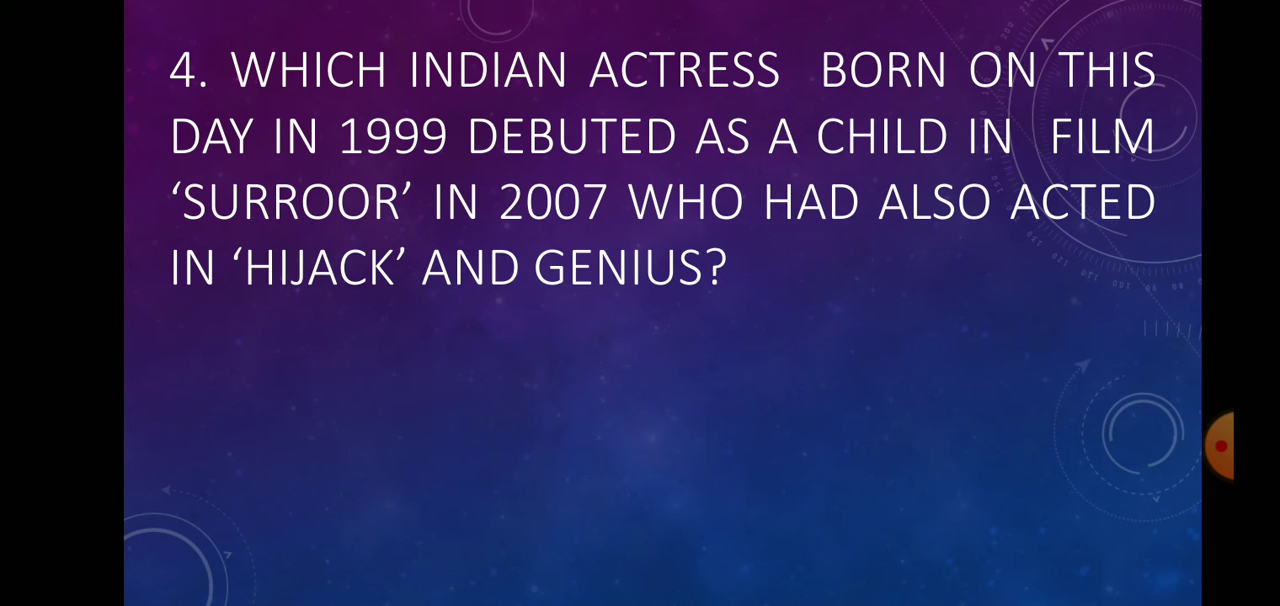 4. WHICH INDIAN ACTRESS BORN ON THIS
DAY IN 1999 DEBUTED AS A CHILD IN FILM
‘SURROOR’ IN 2007 WHO HAD ALSO ACTED
IN ‘HIJACK’ AND GENIUS?